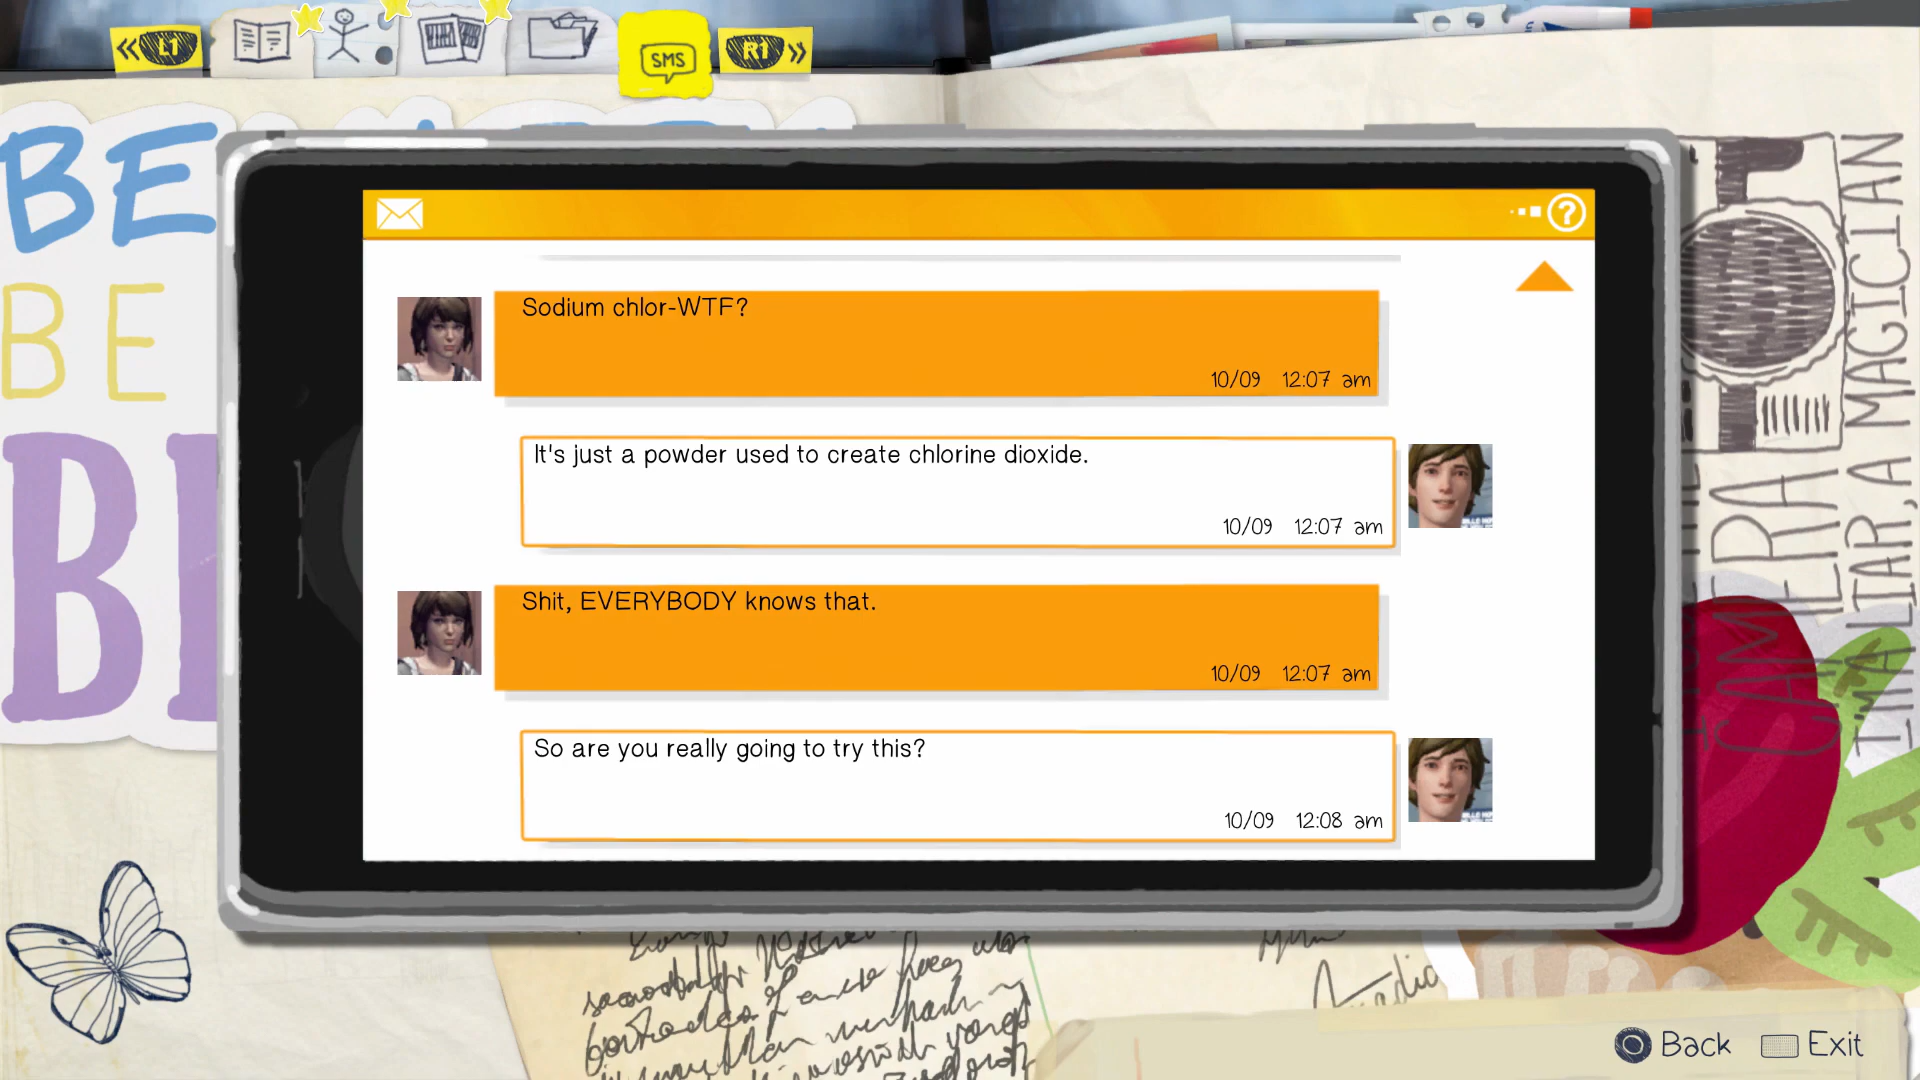 L1
SMS
R1
BE
BE
Sodium chlor-WTF?
10/09 12:07 am
It's just a powder used to create chlorine dioxide.
10/09 12:07 am
Shit, EVERYBODY knows that.
10/09 12:07 am
So are you really going to try this?
10/09 12:08 am
CAMERA
I'M A LIAR, A MAGICIAN
Back
Exit